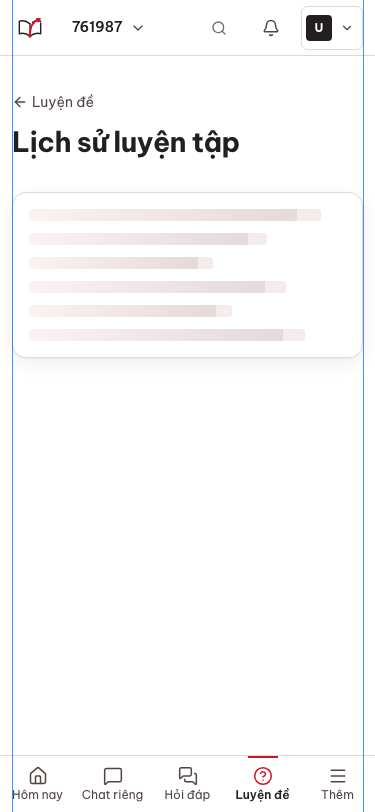 761987
U
Luyện đề
Lịch sử luyện tập
Hôm nay
Chat riêng
Hỏi đáp
Luyện đề
Thêm